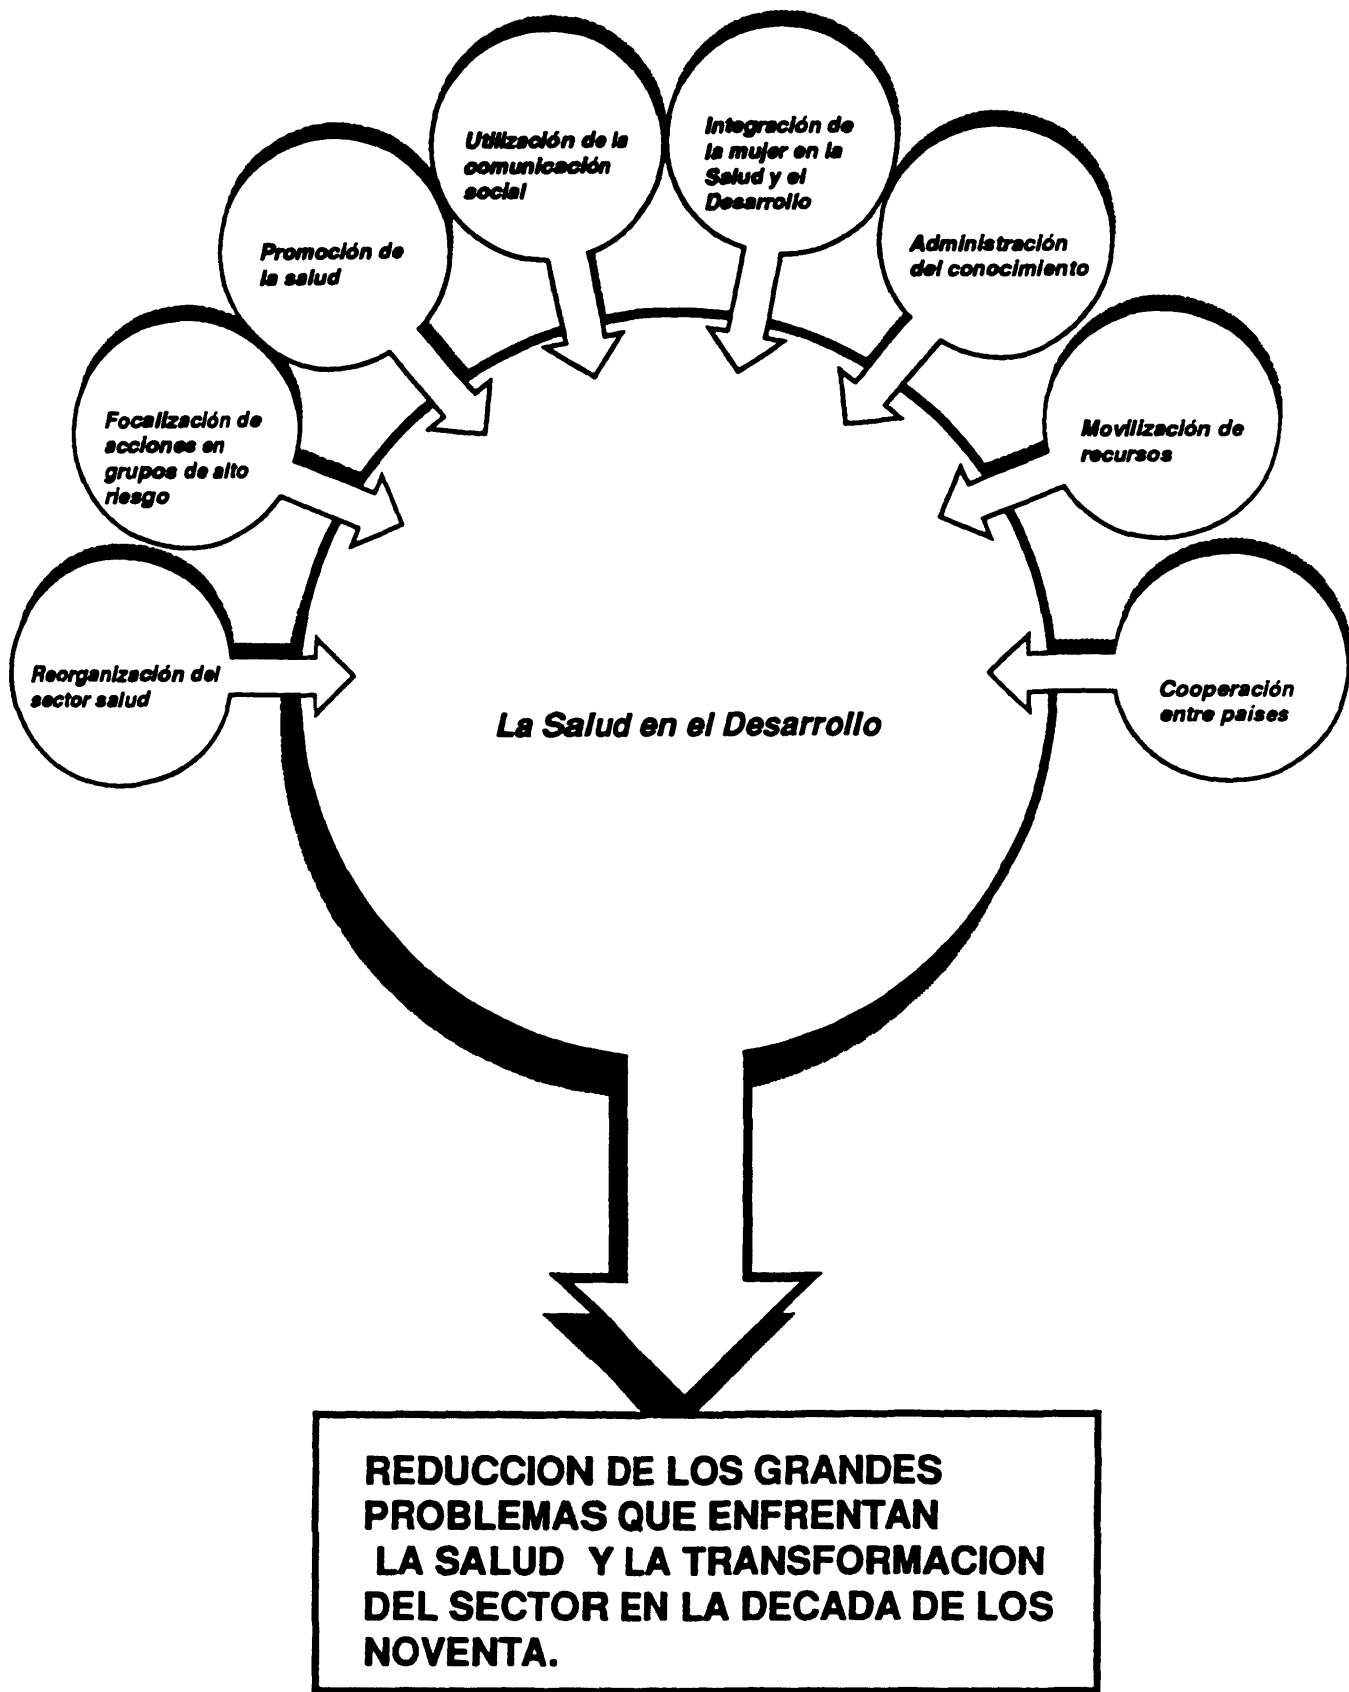 Utilización de la
comunicación
social
Integración de
la mujer en la
Salud y el
Desarrollo
Promoción de
la salud
Administración
del conocimiento
Focalización de
acciones en
grupos de alto
riesgo
Movilización de
recursos
Reorganización del
sector salud
Cooperación
entre países
La Salud en el Desarrollo
REDUCCION DE LOS GRANDES
PROBLEMAS QUE ENFRENTAN
LA SALUD Y LA TRANSFORMACION
DEL SECTOR EN LA DECADA DE LOS
NOVENTA.